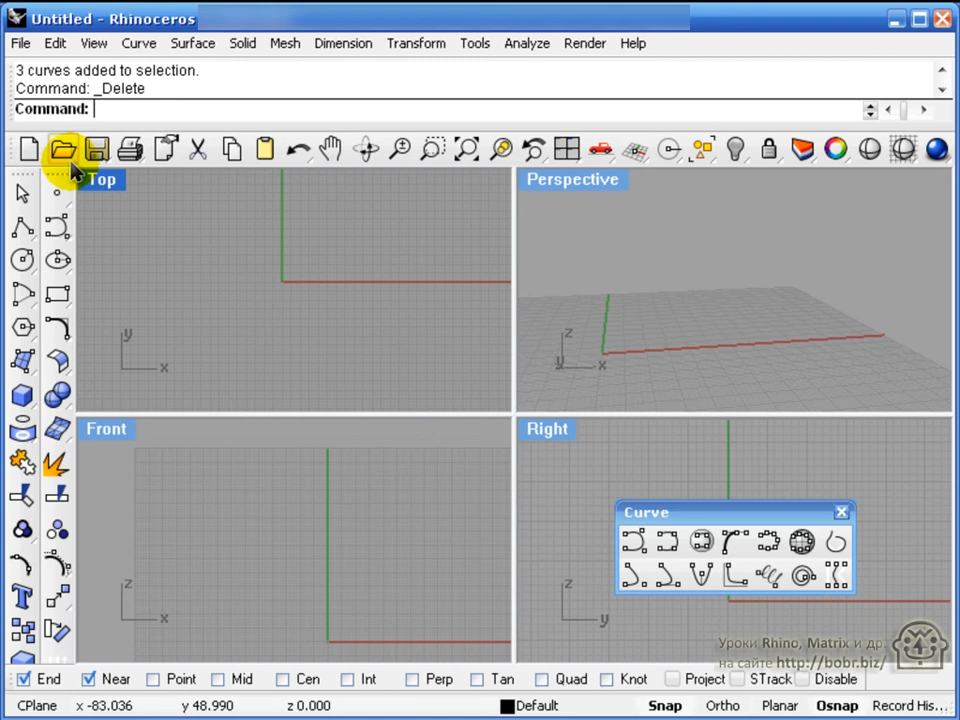 Untitled - Rhinoceros
File Edit View Curve Surface Solid Mesh Dimension Transform Tools Analyze Render Help
3 curves added to selection.
Command: _Delete
Command:
Top
Perspective
y
x
z
y
x
Front
Right
Curve
z
x
z
y
Уроки Rhino, Matrix и др.
на сайте http://bobr.biz/
End Near Point Mid Cen Int Perp Tan Quad Knot Project STrack Disable
CPlane x -83.036 y 48.990 z 0.000 Default Snap Ortho Planar Osnap Record His...